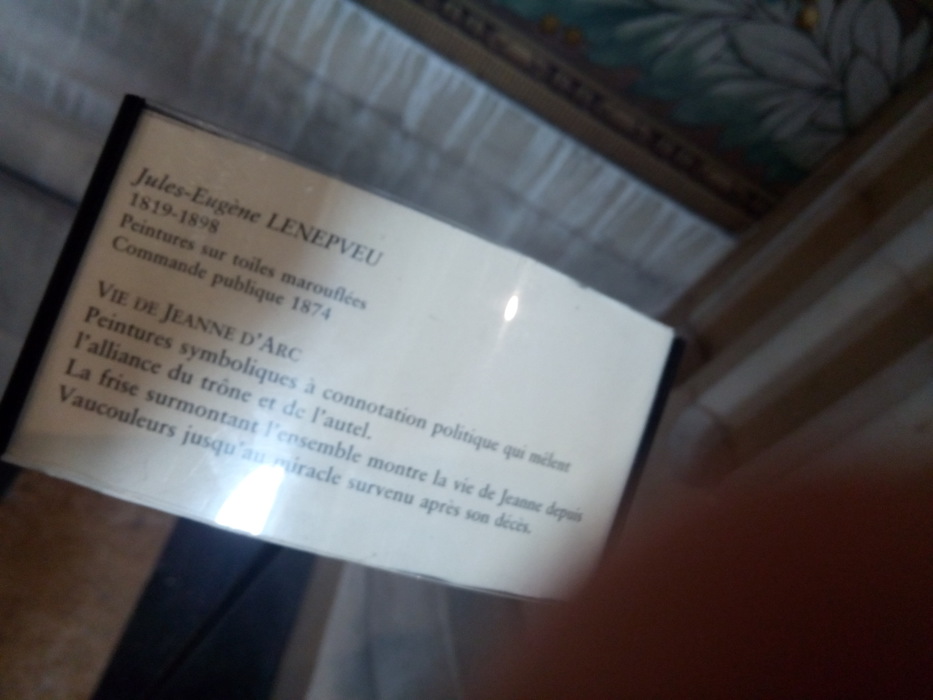 Jules-Eugène LENEPVEU
1819-1898
Peintures sur toiles marouflées
Commande publique 1874
VIE DE JEANNE D'ARC
Peintures symboliques à connotation politique qui mêlent
l'alliance du trône et de l'autel.
La frise surmontant l'ensemble montre la vie de Jeanne depuis
Vaucouleurs jusqu'au miracle survenu après son décès.